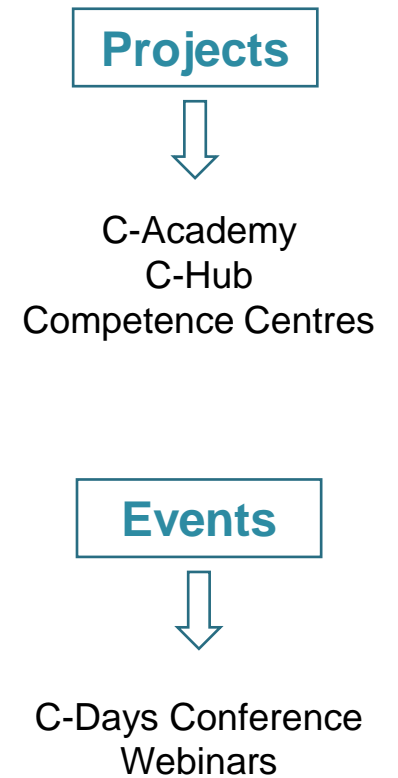 Projects
C-Academy
C-Hub
Competence Centres
Events
C-Days Conference
Webinars